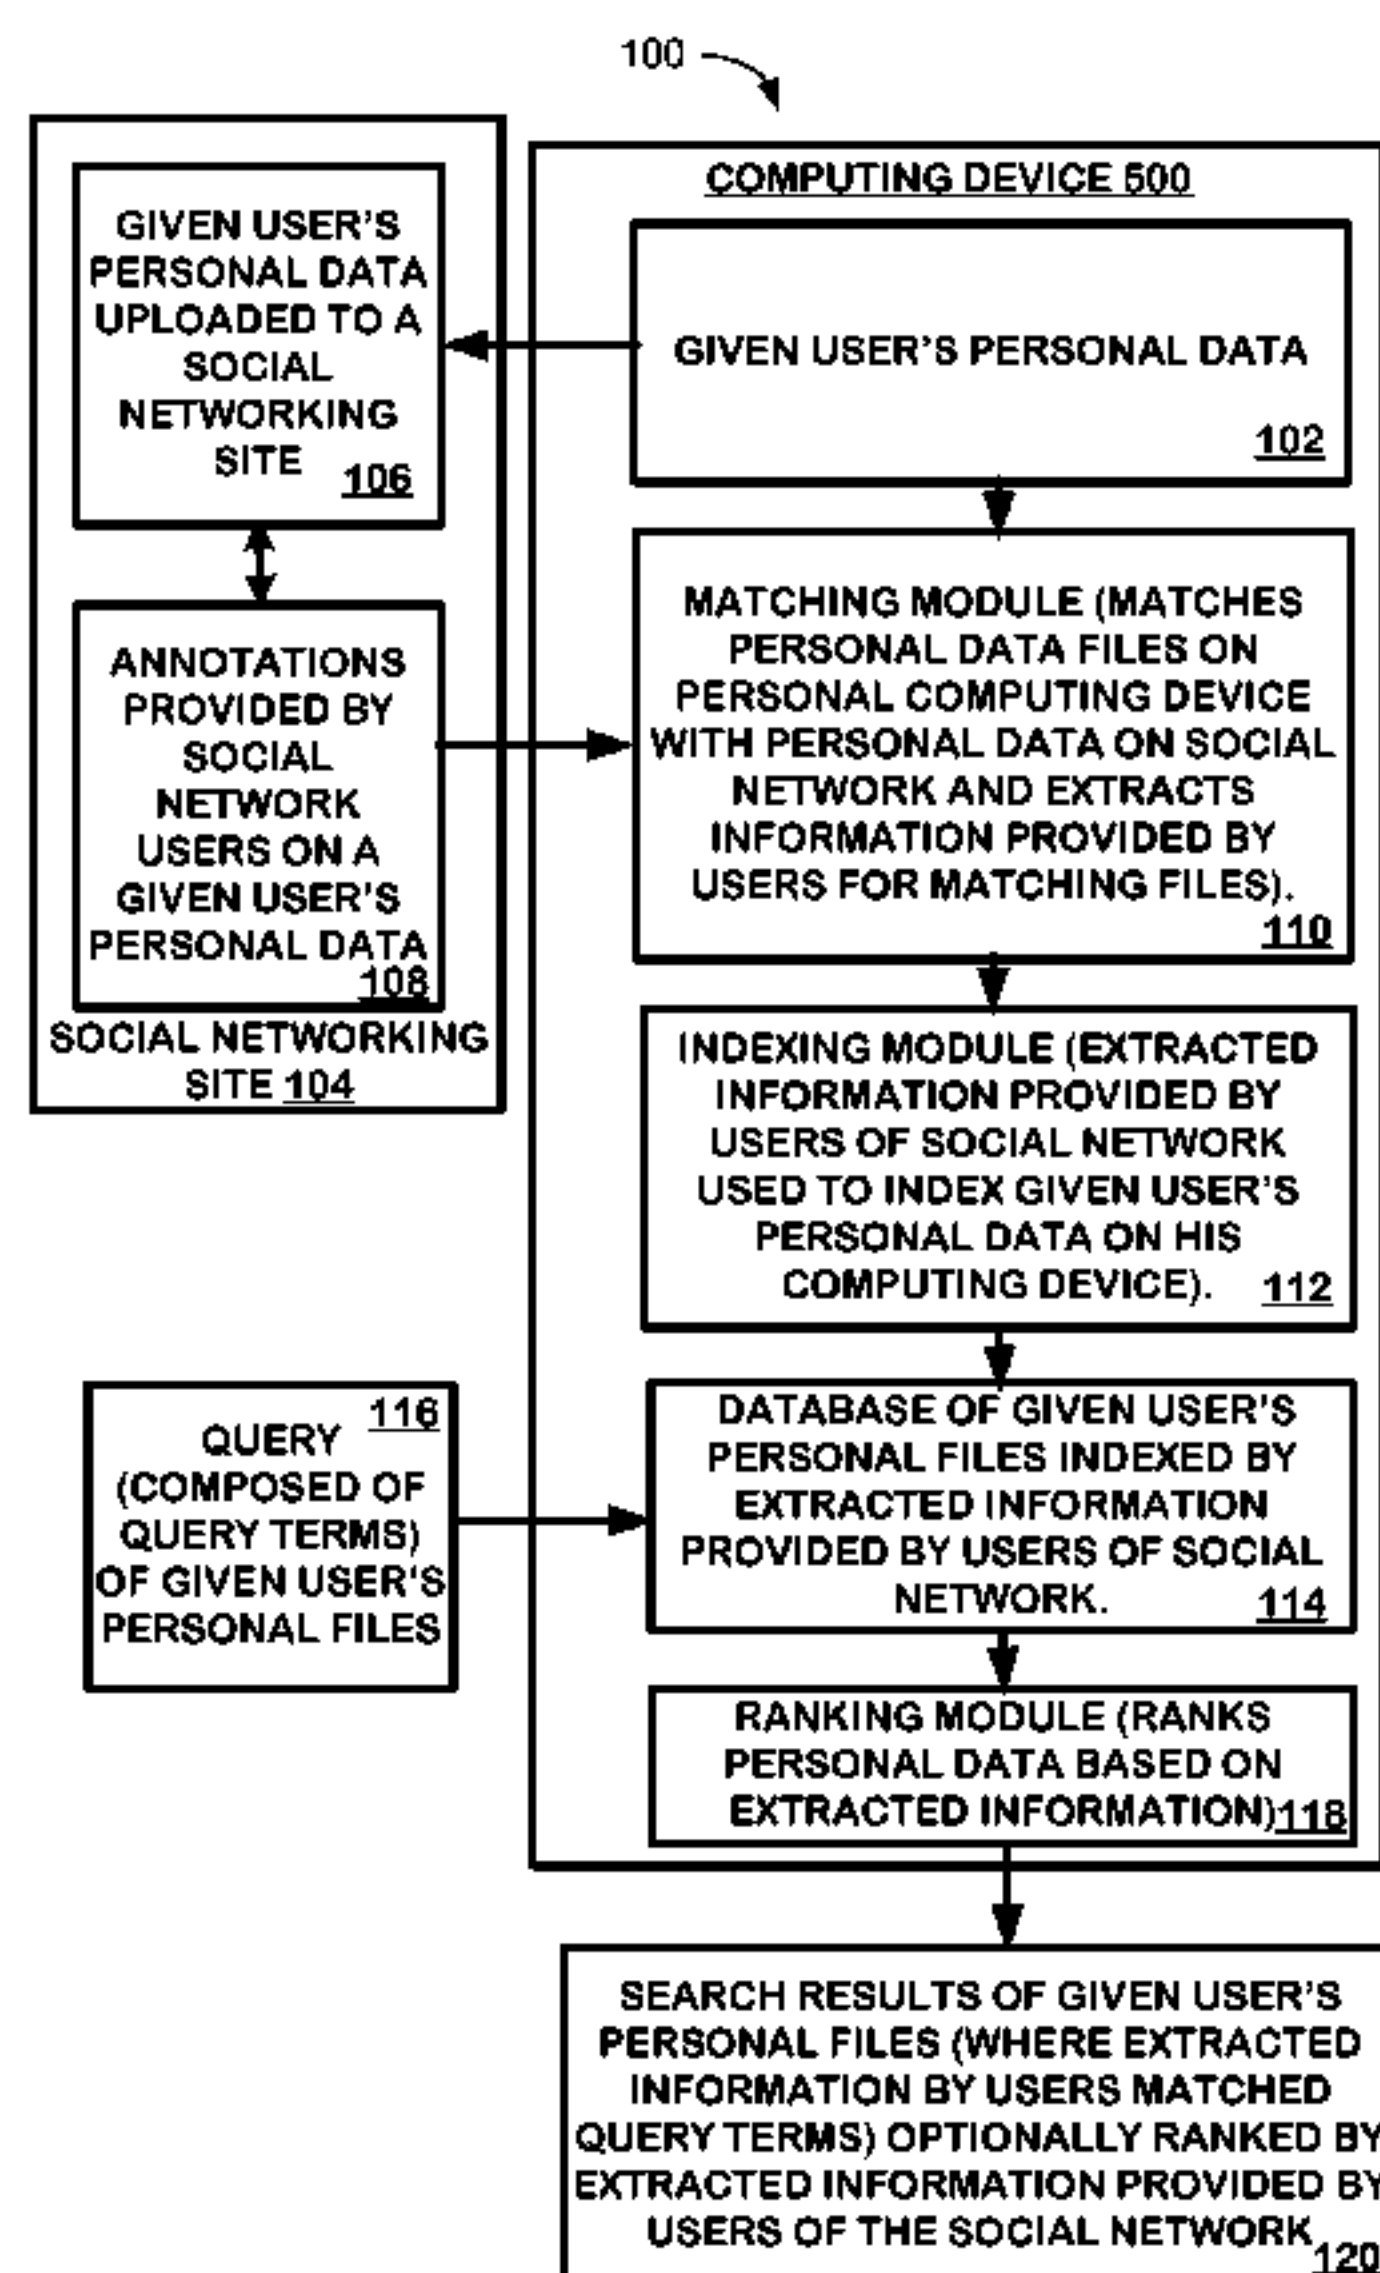 100
GIVEN USER'S
PERSONAL DATA
UPLOADED TO A
SOCIAL
NETWORKING
SITE
106
ANNOTATIONS
PROVIDED BY
SOCIAL
NETWORK
USERS ON A
GIVEN USER'S
PERSONAL DATA
108
SOCIAL NETWORKING
SITE 104
COMPUTING DEVICE 500
GIVEN USER'S PERSONAL DATA
102
MATCHING MODULE (MATCHES
PERSONAL DATA FILES ON
PERSONAL COMPUTING DEVICE
WITH PERSONAL DATA ON SOCIAL
NETWORK AND EXTRACTS
INFORMATION PROVIDED BY
USERS FOR MATCHING FILES).
110
INDEXING MODULE (EXTRACTED
INFORMATION PROVIDED BY
USERS OF SOCIAL NETWORK
USED TO INDEX GIVEN USER'S
PERSONAL DATA ON HIS
COMPUTING DEVICE).
112
116
QUERY
(COMPOSED OF
QUERY TERMS)
OF GIVEN USER'S
PERSONAL FILES
DATABASE OF GIVEN USER'S
PERSONAL FILES INDEXED BY
EXTRACTED INFORMATION
PROVIDED BY USERS OF SOCIAL
NETWORK.
114
RANKING MODULE (RANKS
PERSONAL DATA BASED ON
EXTRACTED INFORMATION)
118
SEARCH RESULTS OF GIVEN USER'S
PERSONAL FILES (WHERE EXTRACTED
INFORMATION BY USERS MATCHED
QUERY TERMS) OPTIONALLY RANKED BY
EXTRACTED INFORMATION PROVIDED BY
USERS OF THE SOCIAL NETWORK
120